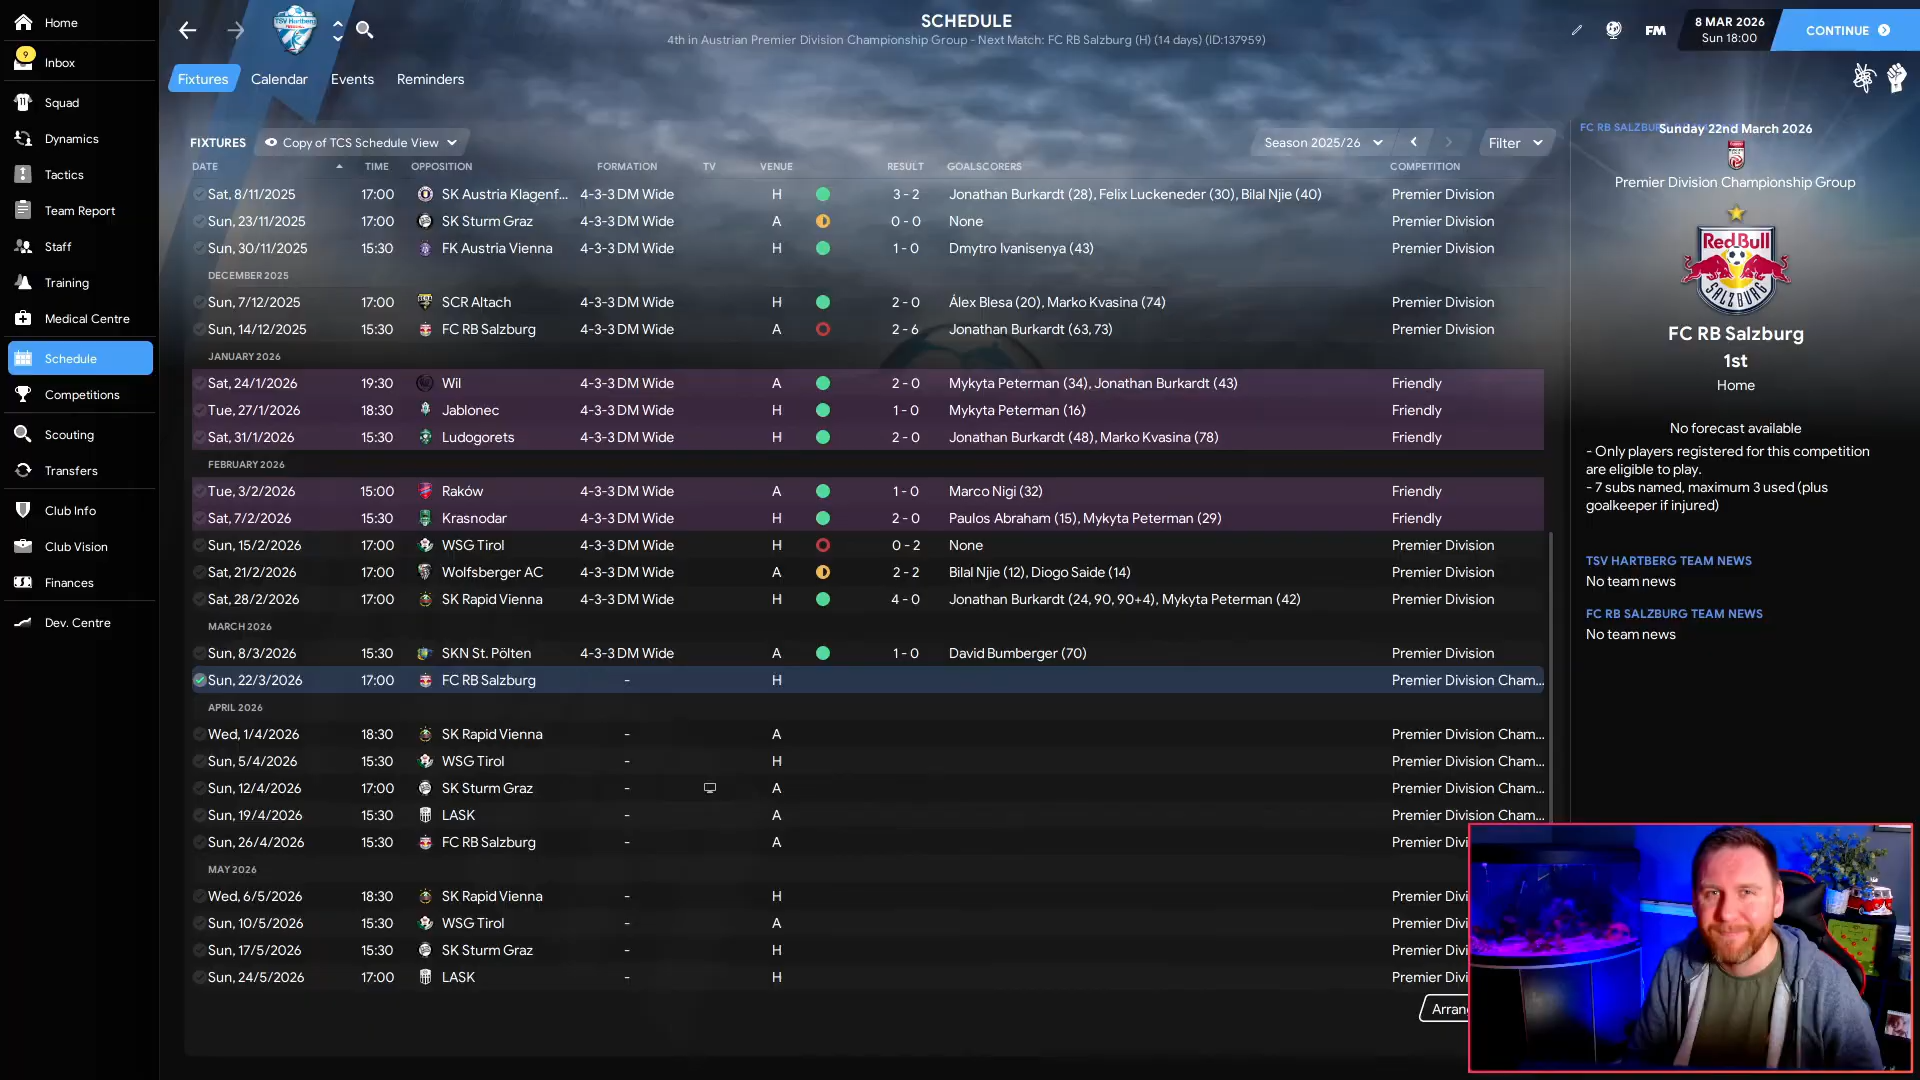 Home
9
Inbox
Squad
Dynamics
Tactics
Team Report
Staff
Training
Medical Centre
Schedule
Competitions
Scouting
Transfers
Club Info
Club Vision
Finances
Dev. Centre
TSV Hartberg
SCHEDULE
4th in Austrian Premier Division Championship Group - Next Match: FC RB Salzburg (H) (14 days) (ID:137959)
FM
8 MAR 2026
Sun 18:00
CONTINUE
Fixtures Calendar Events Reminders
FIXTURES Copy of TCS Schedule View Season 2025/26 Filter
DATE TIME OPPOSITION FORMATION TV VENUE RESULT GOALSCORERS COMPETITION
Sat, 8/11/2025 17:00 SK Austria Klagenf... 4-3-3 DM Wide H 3 - 2 Jonathan Burkardt (28), Felix Luckeneder (30), Bilal Njie (40) Premier Division
Sun, 23/11/2025 17:00 SK Sturm Graz 4-3-3 DM Wide A 0 - 0 None Premier Division
Sun, 30/11/2025 15:30 FK Austria Vienna 4-3-3 DM Wide H 1 - 0 Dmytro Ivanisenya (43) Premier Division
DECEMBER 2025
Sun, 7/12/2025 17:00 SCR Altach 4-3-3 DM Wide H 2 - 0 Álex Blesa (20), Marko Kvasina (74) Premier Division
Sun, 14/12/2025 15:30 FC RB Salzburg 4-3-3 DM Wide A 2 - 6 Jonathan Burkardt (63, 73) Premier Division
JANUARY 2026
Sat, 24/1/2026 19:30 Wil 4-3-3 DM Wide A 2 - 0 Mykyta Peterman (34), Jonathan Burkardt (43) Friendly
Tue, 27/1/2026 18:30 Jablonec 4-3-3 DM Wide H 1 - 0 Mykyta Peterman (16) Friendly
Sat, 31/1/2026 15:30 Ludogorets 4-3-3 DM Wide H 2 - 0 Jonathan Burkardt (48), Marko Kvasina (78) Friendly
FEBRUARY 2026
Tue, 3/2/2026 15:00 Raków 4-3-3 DM Wide A 1 - 0 Marco Nigi (32) Friendly
Sat, 7/2/2026 15:30 Krasnodar 4-3-3 DM Wide H 2 - 0 Paulos Abraham (15), Mykyta Peterman (29) Friendly
Sun, 15/2/2026 17:00 WSG Tirol 4-3-3 DM Wide H 0 - 2 None Premier Division
Sat, 21/2/2026 17:00 Wolfsberger AC 4-3-3 DM Wide A 2 - 2 Bilal Njie (12), Diogo Saide (14) Premier Division
Sat, 28/2/2026 17:00 SK Rapid Vienna 4-3-3 DM Wide H 4 - 0 Jonathan Burkardt (24, 90, 90+4), Mykyta Peterman (42) Premier Division
MARCH 2026
Sun, 8/3/2026 15:30 SKN St. Pölten 4-3-3 DM Wide A 1 - 0 David Bumberger (70) Premier Division
Sun, 22/3/2026 17:00 FC RB Salzburg - H Premier Division Cham...
APRIL 2026
Wed, 1/4/2026 18:30 SK Rapid Vienna - A Premier Division Cham...
Sun, 5/4/2026 15:30 WSG Tirol - H Premier Division Cham...
Sun, 12/4/2026 17:00 SK Sturm Graz - A Premier Division Cham...
Sun, 19/4/2026 15:30 LASK - A Premier Division Cham...
Sun, 26/4/2026 15:30 FC RB Salzburg - A Premier Divi
MAY 2026
Wed, 6/5/2026 18:30 SK Rapid Vienna - H Premier Divi
Sun, 10/5/2026 15:30 WSG Tirol - A Premier Divi
Sun, 17/5/2026 15:30 SK Sturm Graz - H Premier Divi
Sun, 24/5/2026 17:00 LASK - H Premier Divi
Arrang
FC RB SALZBURG
Sunday 22nd March 2026
Premier Division Championship Group
Red Bull
SALZBURG
FC RB Salzburg
1st
Home
No forecast available
- Only players registered for this competition
are eligible to play.
- 7 subs named, maximum 3 used (plus
goalkeeper if injured)
TSV HARTBERG TEAM NEWS
No team news
FC RB SALZBURG TEAM NEWS
No team news